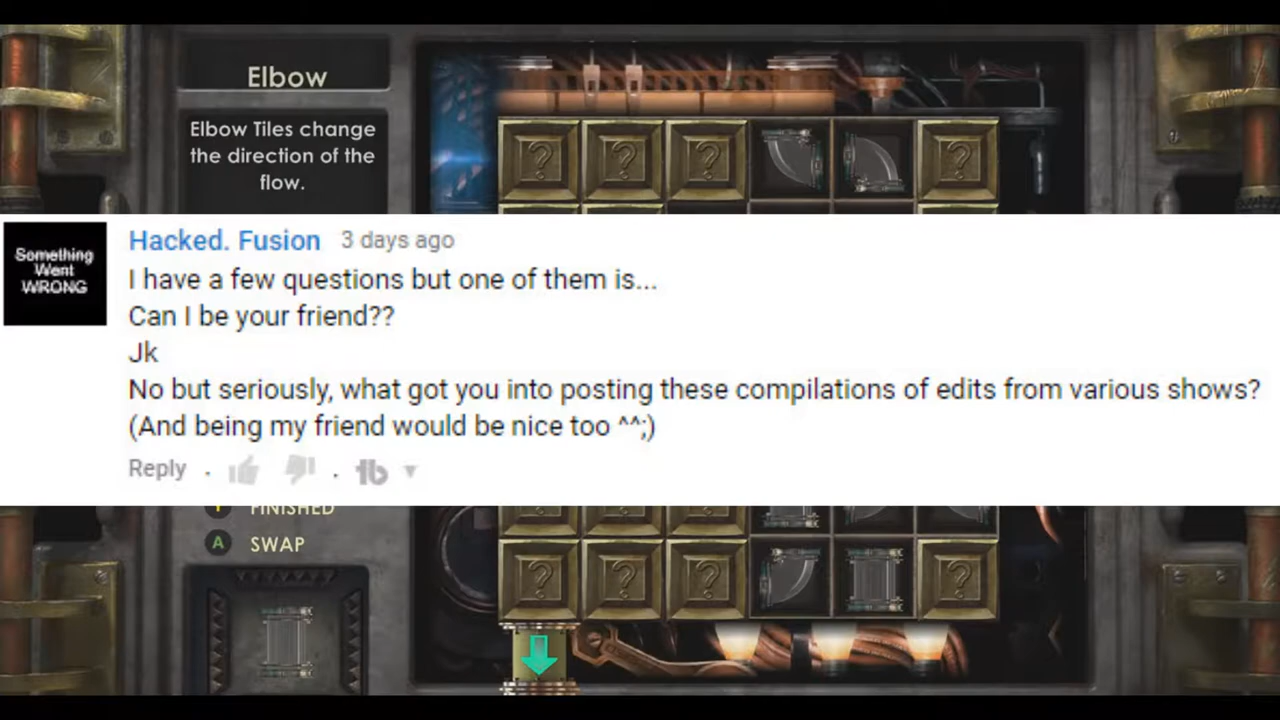 Elbow
Elbow Tiles change
the direction of the
flow.
Something
Went
WRONG
Hacked. Fusion 3 days ago
I have a few questions but one of them is...
Can I be your friend??
Jk
No but seriously, what got you into posting these compilations of edits from various shows?
(And being my friend would be nice too ^^;)
Reply
FINISHED
A SWAP